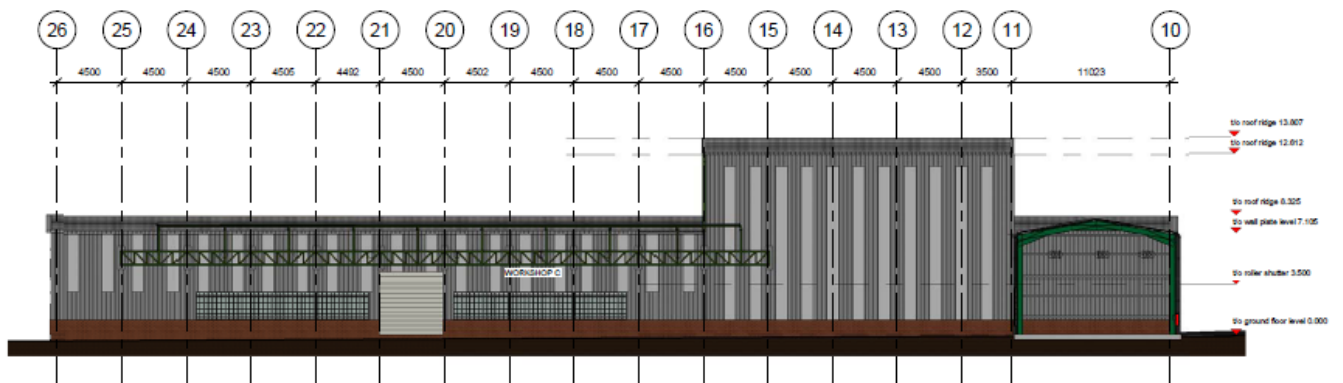 26 25 24 23 22 21 20 19 18 17 16 15 14 13 12 11 10
4500 4500 4500 4505 4492 4500 4502 4500 4500 4500 4500 4500 4500 4500 3500 11023
t/o roof ridge 13.807
t/o roof ridge 12.612
t/o roof ridge 8.325
t/o wall plate level 7.105
WORKSHOP C
t/o roller shutter 3.500
t/o ground floor level 0.000